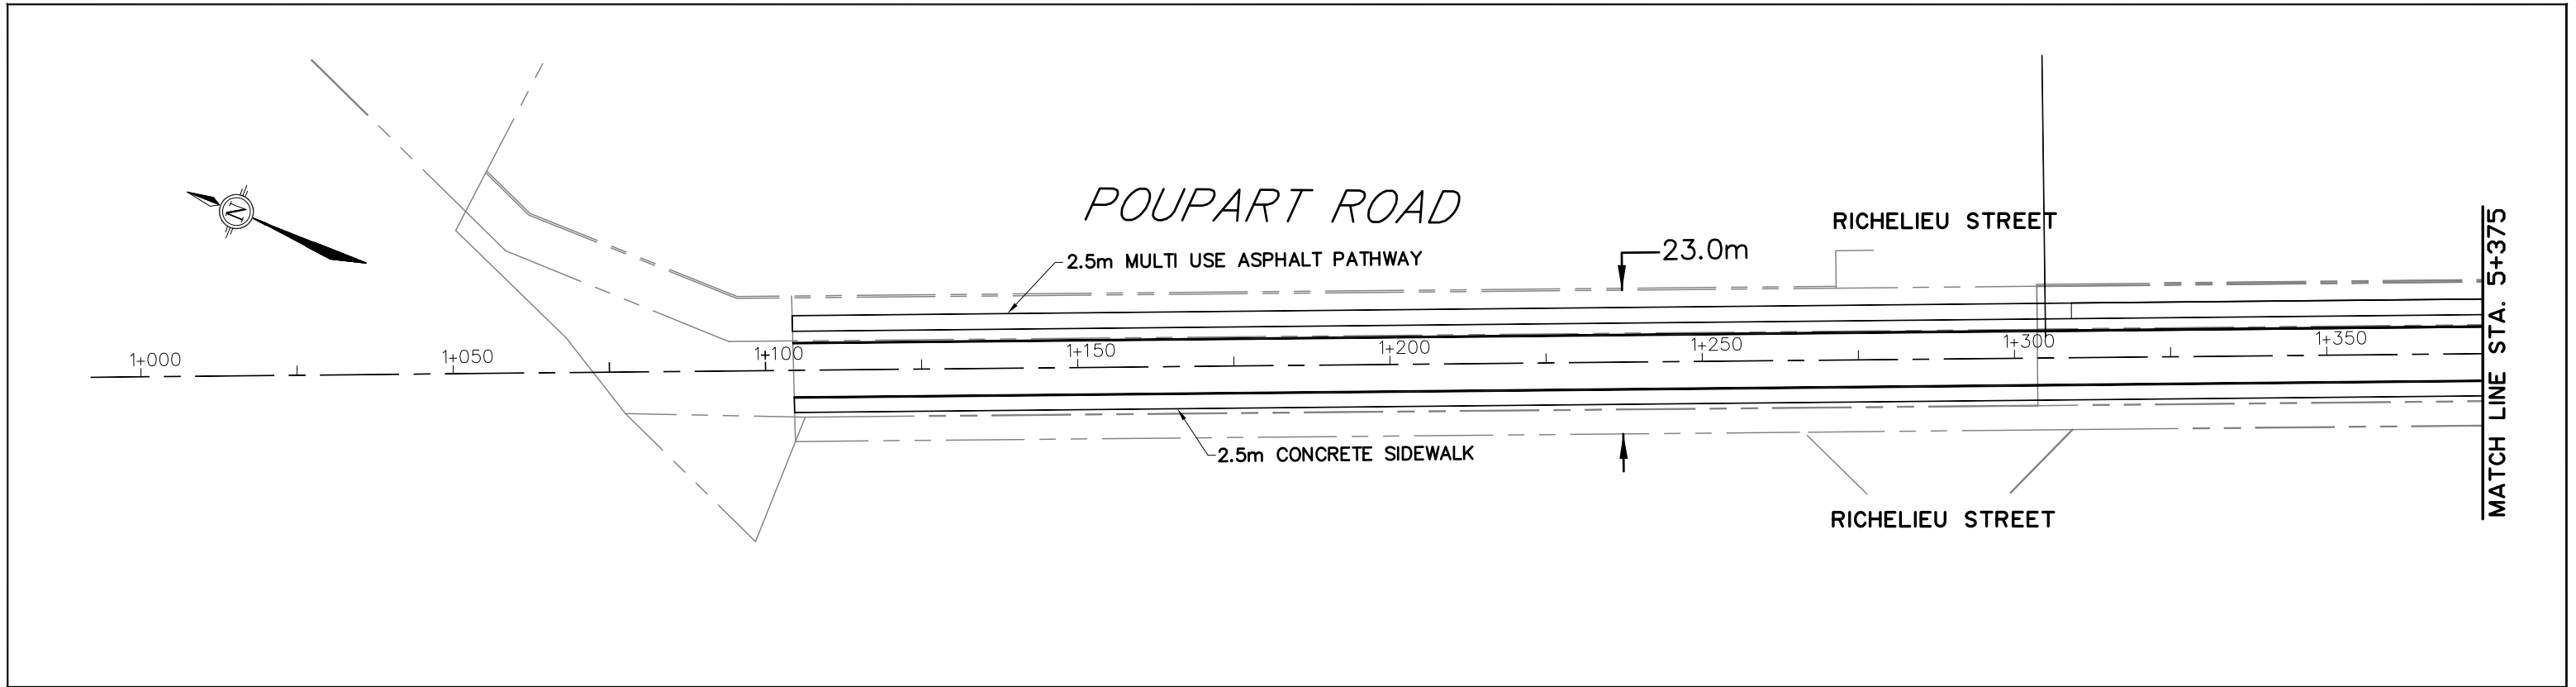 POUPART ROAD
RICHELIEU STREET
2.5m MULTI USE ASPHALT PATHWAY
23.0m
N
1+000
1+050
1+100
1+150
1+200
1+250
1+300
1+350
MATCH LINE STA. 5+375
2.5m CONCRETE SIDEWALK
RICHELIEU STREET